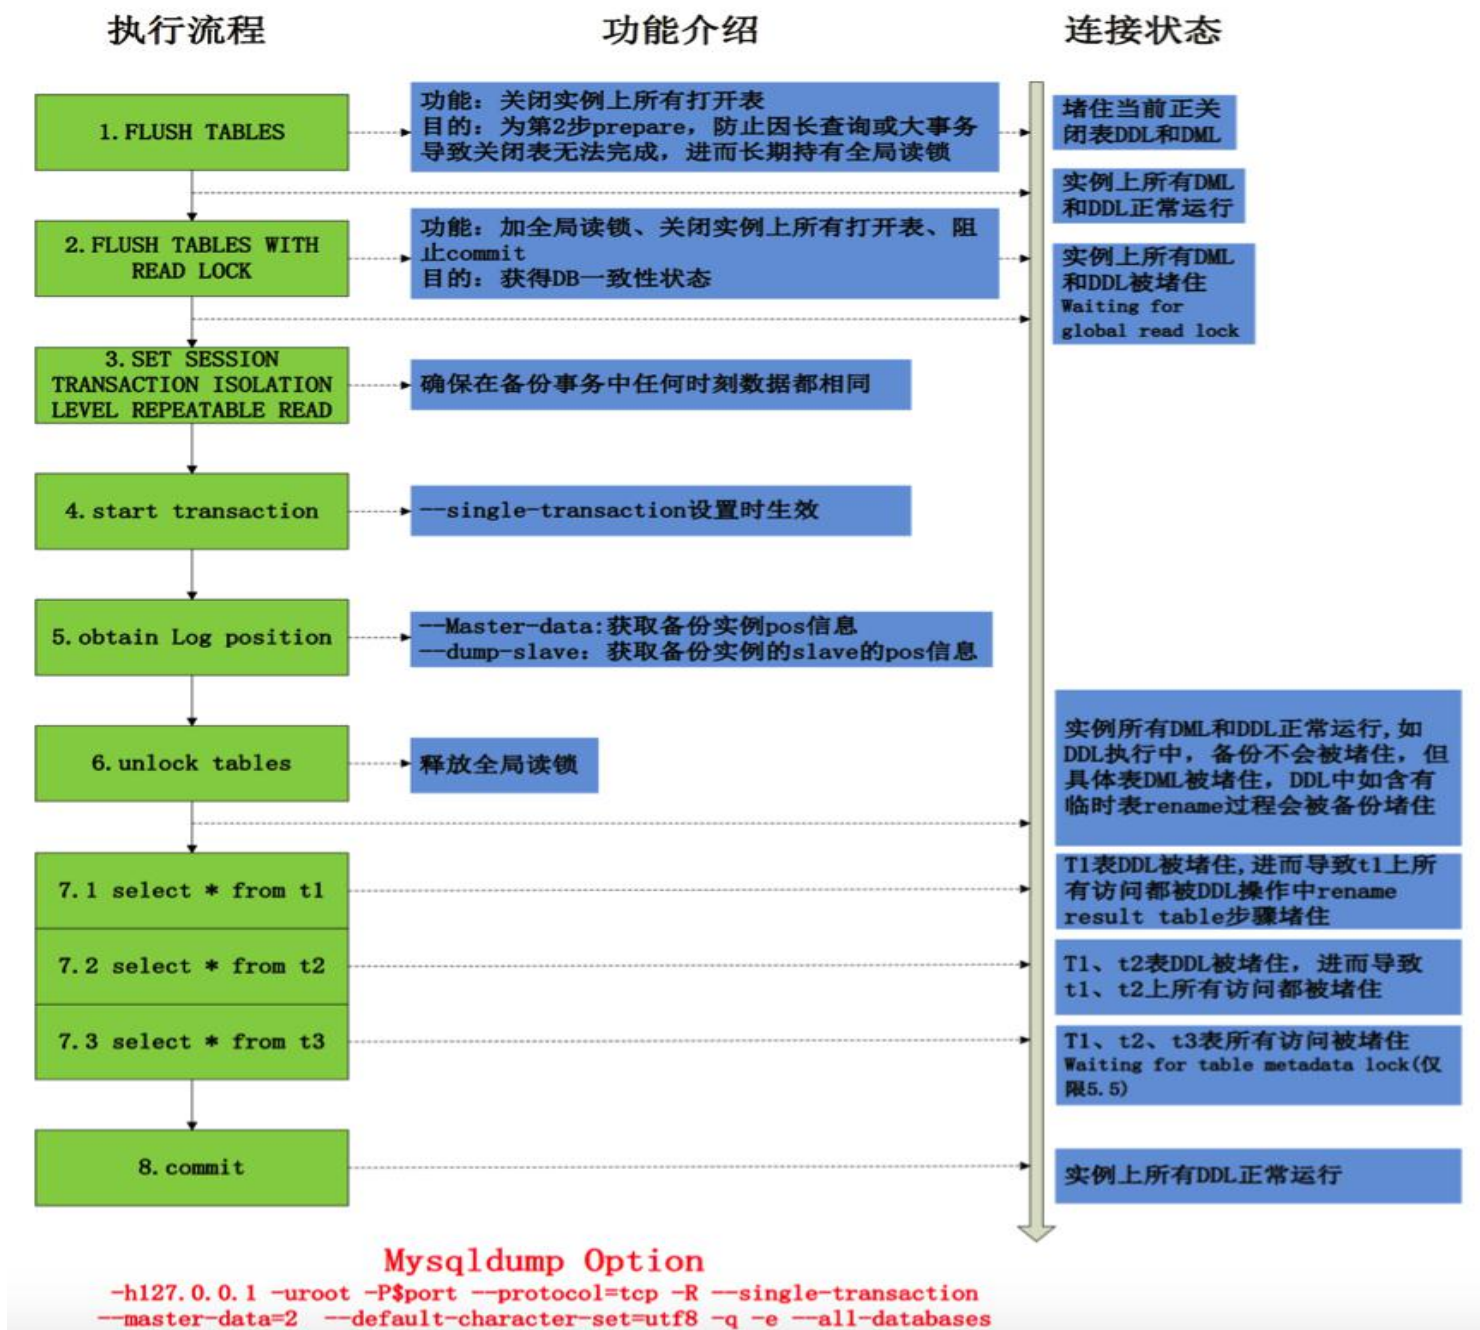 执行流程
功能介绍
连接状态
1.FLUSH TABLES
功能：关闭实例上所有打开表
目的：为第2步prepare，防止因长查询或大事务
导致关闭表无法完成，进而长期持有全局读锁
堵住当前正关
闭表DDL和DML
实例上所有DML
和DDL正常运行
2.FLUSH TABLES WITH
READ LOCK
功能：加全局读锁、关闭实例上所有打开表、阻
止commit
目的：获得DB一致性状态
实例上所有DML
和DDL被堵住
Waiting for
global read lock
3.SET SESSION
TRANSACTION ISOLATION
LEVEL REPEATABLE READ
确保在备份事务中任何时刻数据都相同
4.start transaction
--single-transaction设置时生效
5.obtain Log position
--Master-data:获取备份实例pos信息
--dump-slave：获取备份实例的slave的pos信息
6.unlock tables
释放全局读锁
实例所有DML和DDL正常运行,如
DDL执行中，备份不会被堵住，但
具体表DML被堵住，DDL中如含有
临时表rename过程会被备份堵住
7.1 select * from t1
T1表DDL被堵住,进而导致t1上所
有访问都被DDL操作中rename
result table步骤堵住
7.2 select * from t2
T1、t2表DDL被堵住，进而导致
t1、t2上所有访问都被堵住
7.3 select * from t3
T1、t2、t3表所有访问被堵住
Waiting for table metadata lock(仅
限5.5)
8.commit
实例上所有DDL正常运行
Mysqldump Option
-h127.0.0.1 -uroot -P$port --protocol=tcp -R --single-transaction
--master-data=2 --default-character-set=utf8 -q -e --all-databases